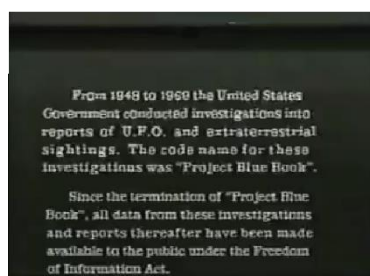 From 1948 to 1969 the United States
Government conducted investigations into
reports of U.F.O. and extraterrestrial
sightings. The code name for these
investigations was "Project Blue Book".
Since the termination of "Project Blue
Book", all data from these investigations
and reports thereafter have been made
available to the public under the Freedom
of Information Act.